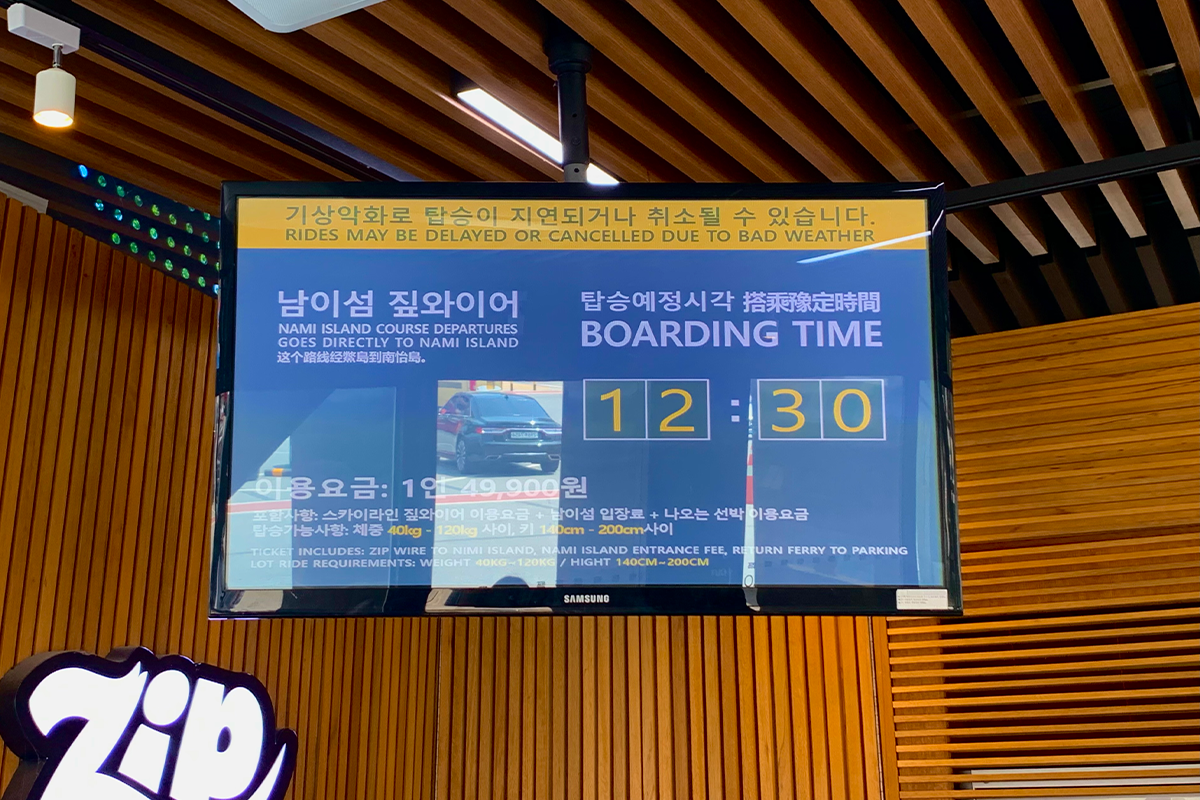 기상악화로 탑승이 지연되거나 취소될 수 있습니다.
RIDES MAY BE DELAYED OR CANCELLED DUE TO BAD WEATHER
남이섬 짚와이어
NAMI ISLAND COURSE DEPARTURES
GOES DIRECTLY TO NAMI ISLAND
这个路线经鱉島到南怡島。
탑승예정시각 搭乘豫定時間
BOARDING TIME
12:30
이용요금: 1인 49,900원
포함사항: 스카이라인 짚와이어 이용요금 + 남이섬 입장료 + 나오는 선박 이용요금
탑승가능사항: 체중 40kg - 120kg 사이, 키 140cm - 200cm사이
TICKET INCLUDES: ZIP WIRE TO NIMI ISLAND, NAMI ISLAND ENTRANCE FEE, RETURN FERRY TO PARKING
LOT RIDE REQUIREMENTS: WEIGHT 40KG~120KG / HIGHT 140CM~200CM
SAMSUNG
Zip